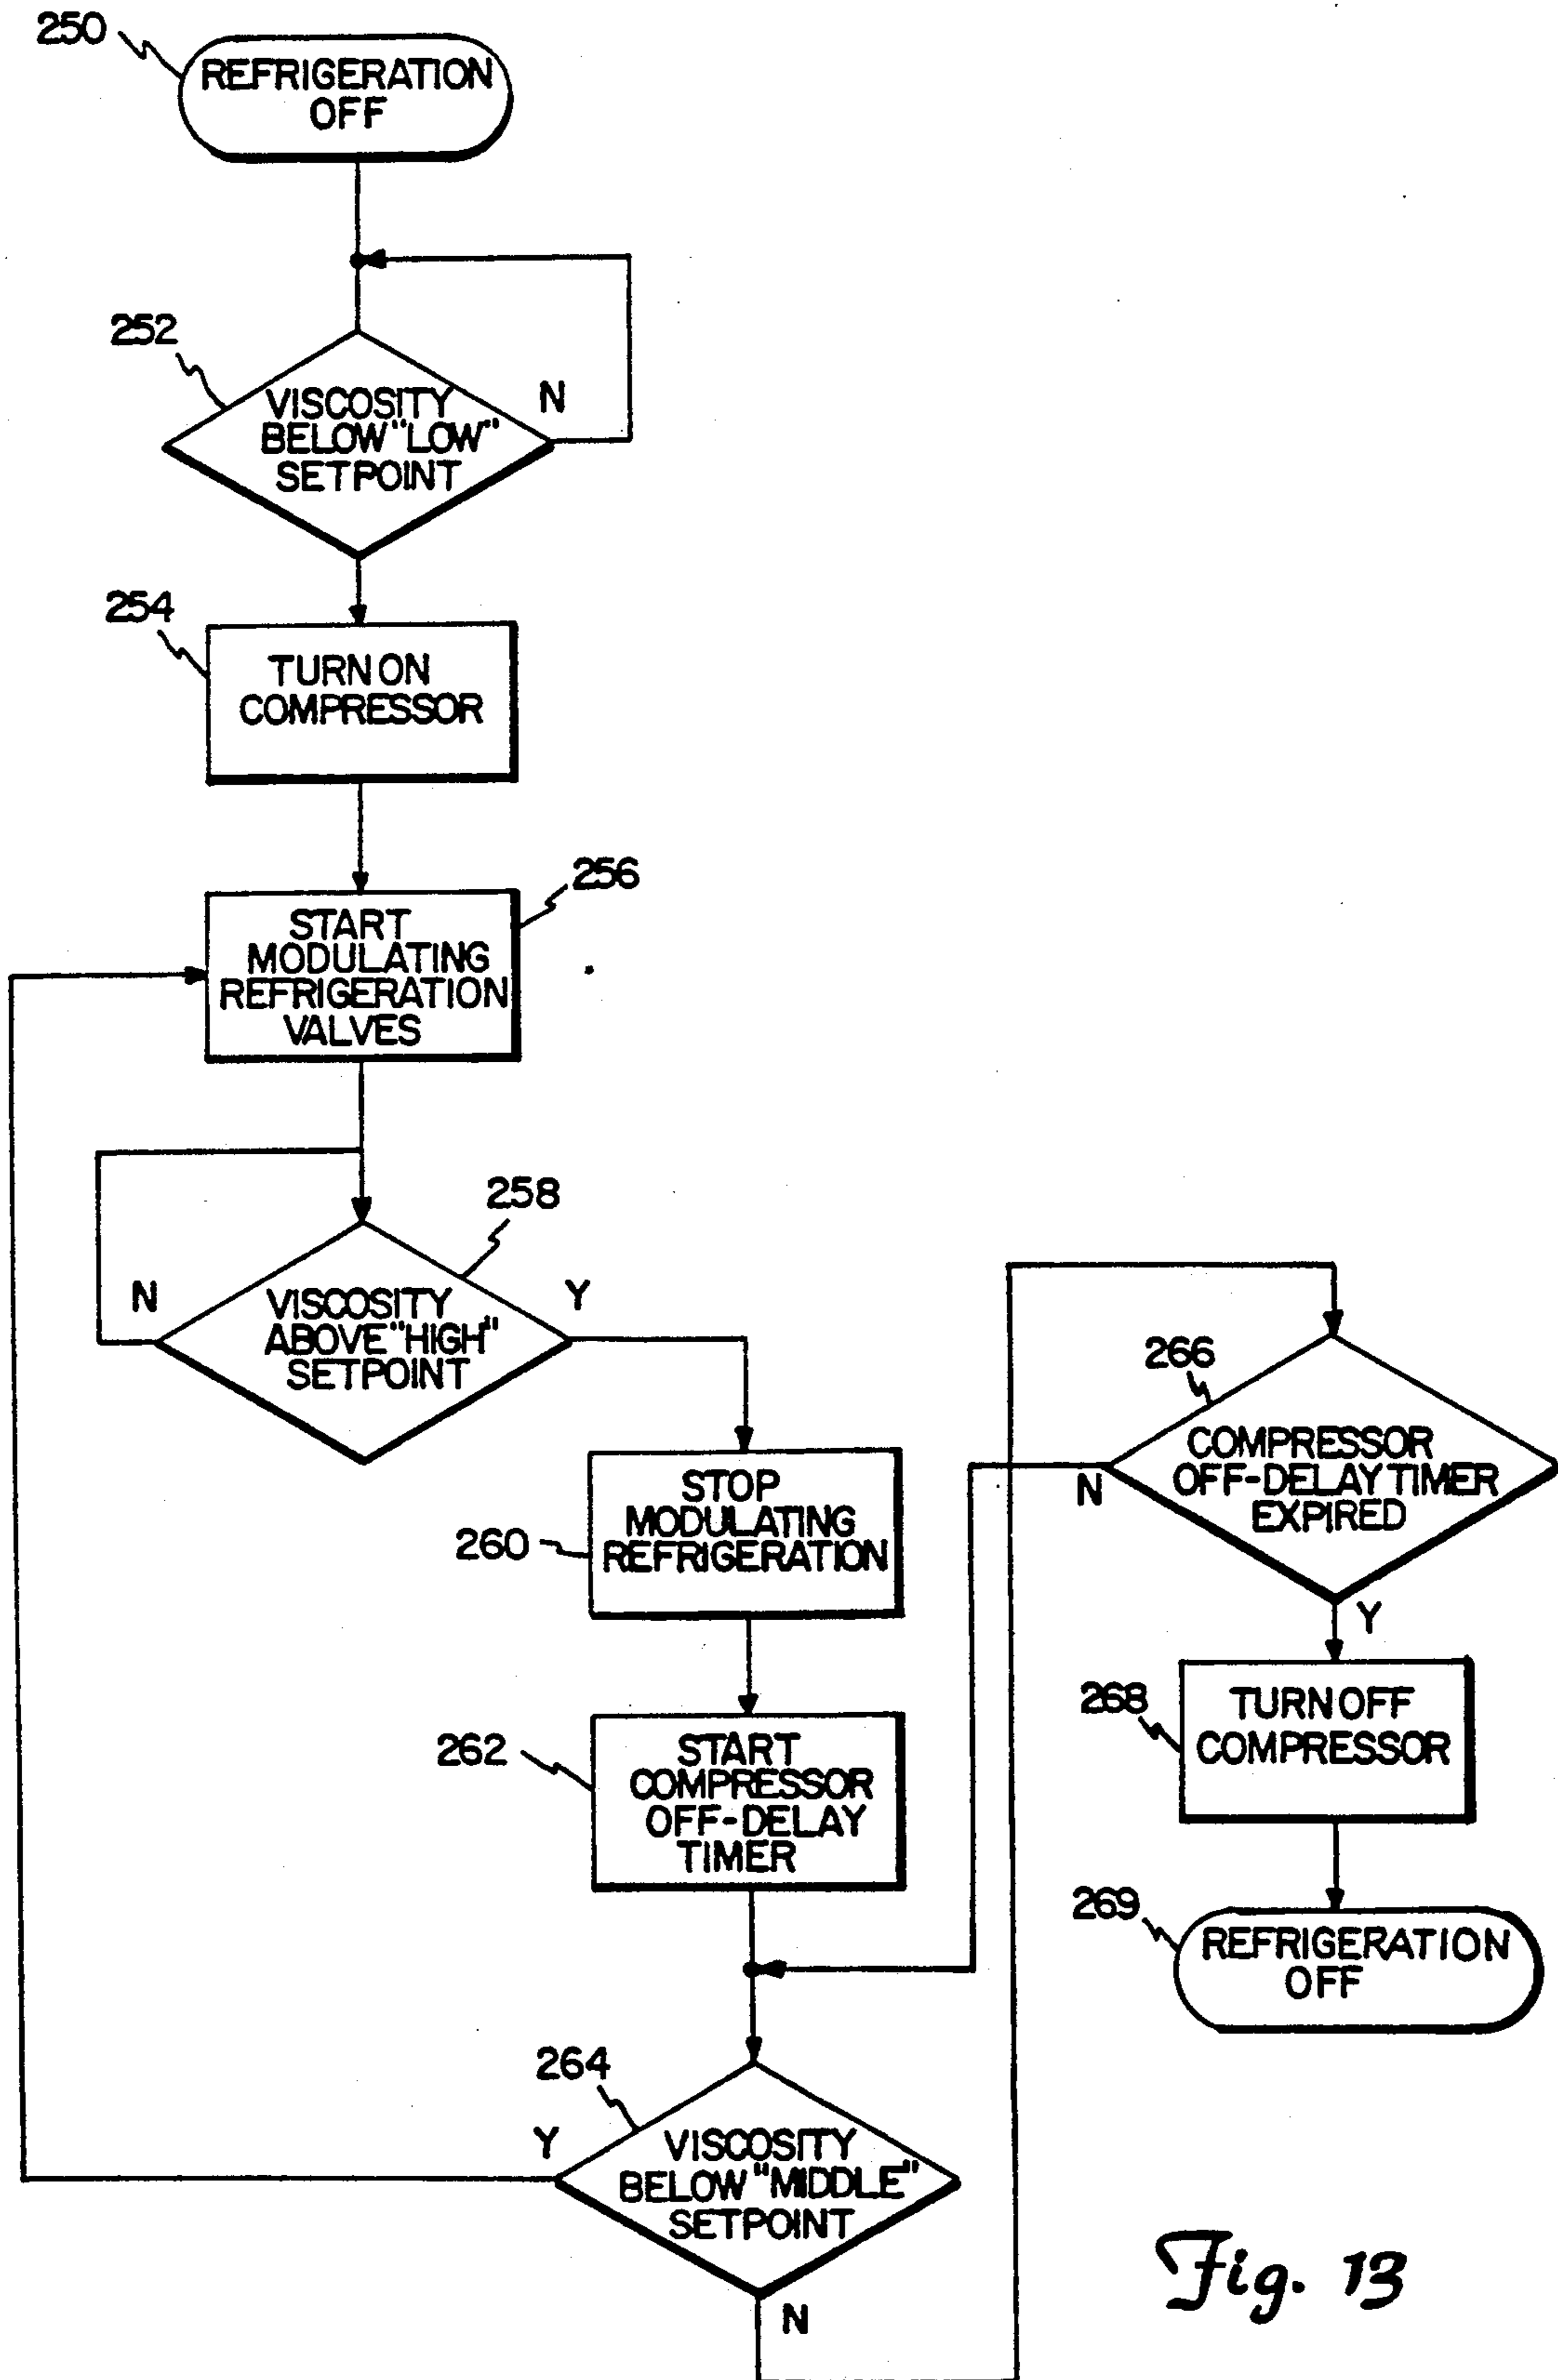 250
REFRIGERATION
OFF
252
VISCOSITY
BELOW "LOW"
SETPOINT
N
254
TURN ON
COMPRESSOR
256
START
MODULATING
REFRIGERATION
VALVES
258
N
VISCOSITY
ABOVE "HIGH"
SETPOINT
Y
260
STOP
MODULATING
REFRIGERATION
262
START
COMPRESSOR
OFF-DELAY
TIMER
264
Y
VISCOSITY
BELOW "MIDDLE"
SETPOINT
N
266
COMPRESSOR
OFF-DELAY TIMER
EXPIRED
N
Y
268
TURN OFF
COMPRESSOR
269
REFRIGERATION
OFF
Fig. 13